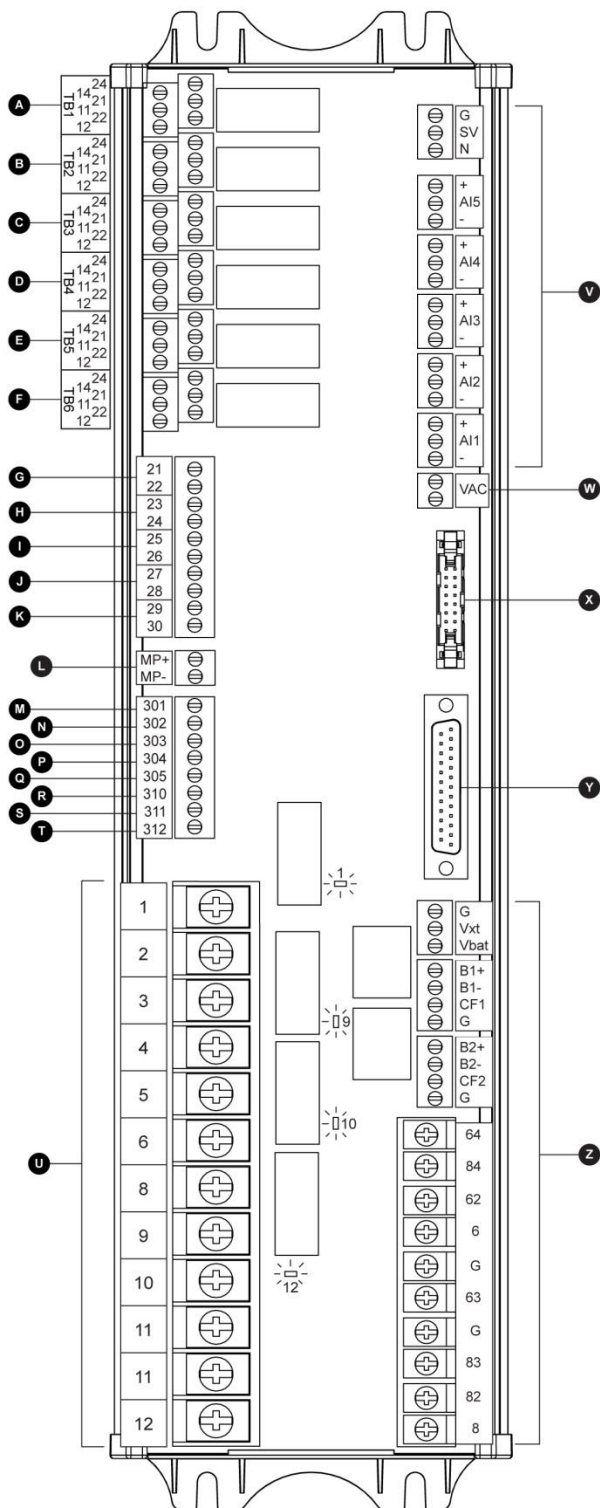 A
TB1
24
14 21
11 22
12
B
TB2
24
14 21
11 22
12
C
TB3
24
14 21
11 22
12
D
TB4
24
14 21
11 22
12
E
TB5
24
14 21
11 22
12
F
TB6
24
14 21
11 22
12
G
21
22
H
23
24
I
25
26
J
27
28
K
29
30
L
MP+
MP-
M
301
N
302
O
303
P
304
Q
305
R
310
S
311
T
312
U
1
2
3
4
5
6
8
9
10
11
11
12
1
9
10
12
G
SV
N
+
AI5
-
+
AI4
-
+
AI3
-
+
AI2
-
+
AI1
-
V
VAC
W
X
Y
G
Vxt
Vbat
B1+
B1-
CF1
G
B2+
B2-
CF2
G
64
84
62
6
G
63
G
83
82
8
Z